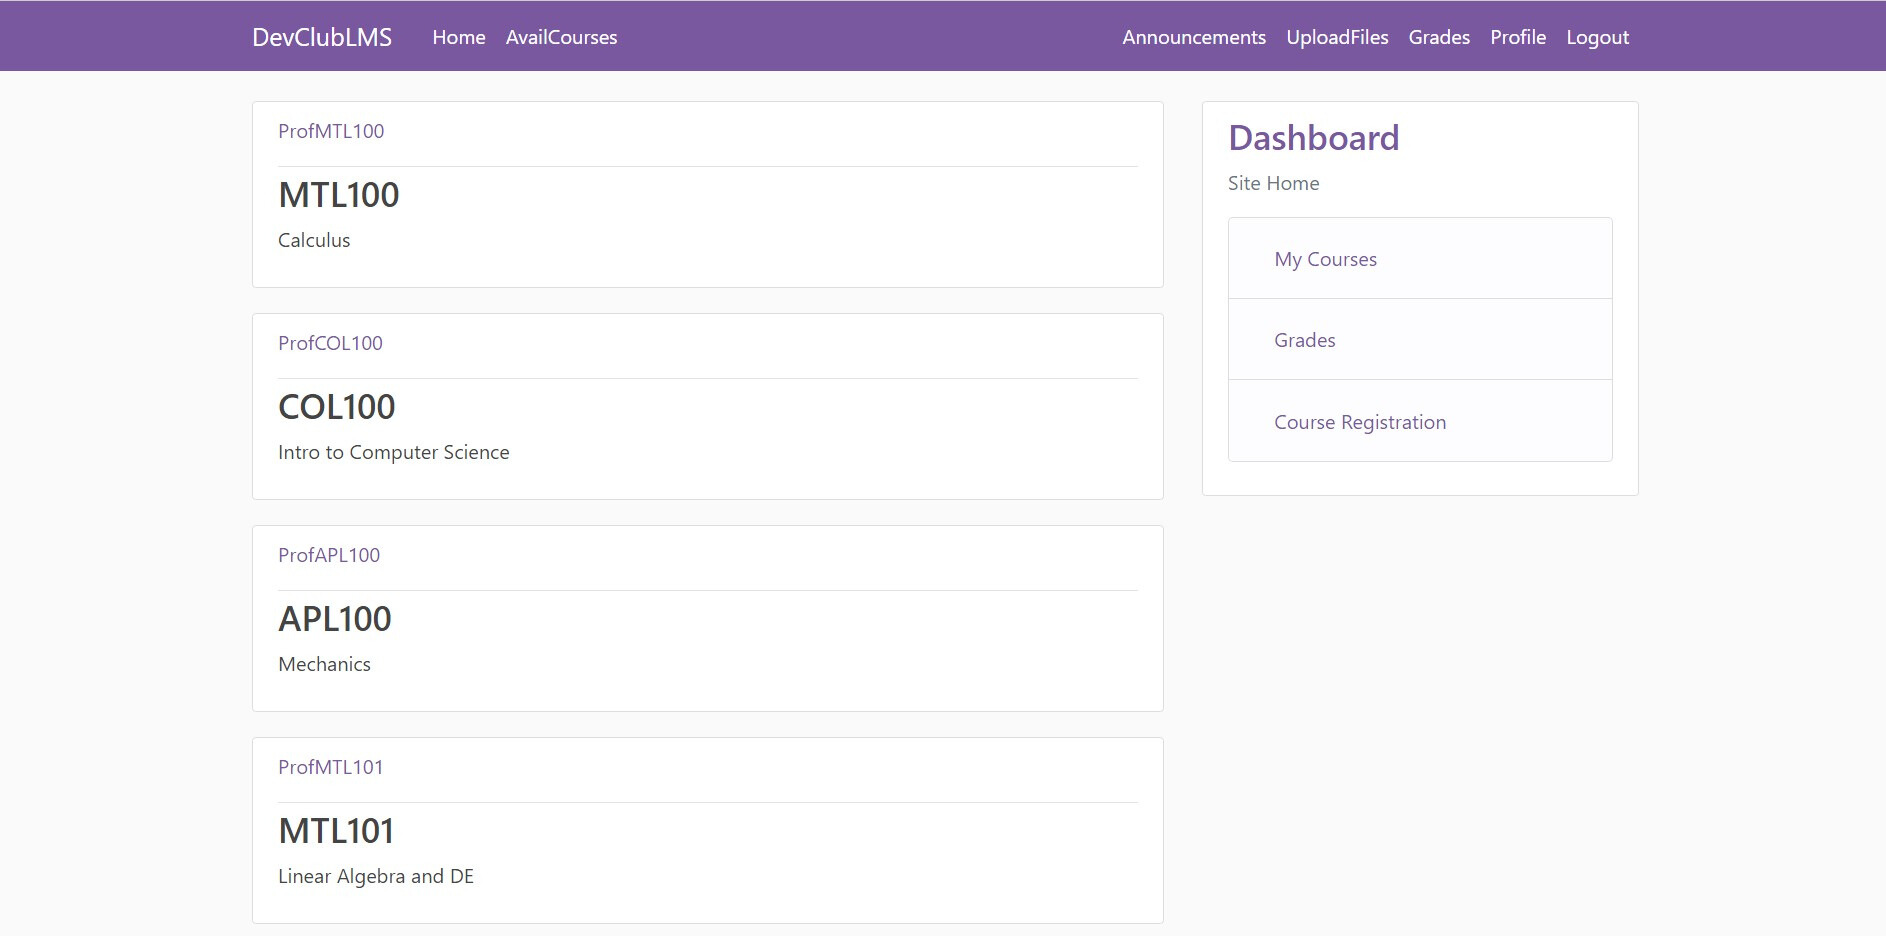 DevClubLMS Home AvailCourses Announcements UploadFiles Grades Profile Logout
ProfMTL100
MTL100
Calculus
ProfCOL100
COL100
Intro to Computer Science
ProfAPL100
APL100
Mechanics
ProfMTL101
MTL101
Linear Algebra and DE
Dashboard
Site Home
My Courses
Grades
Course Registration